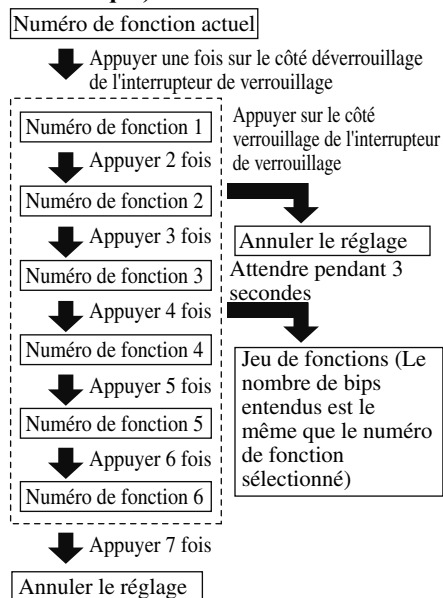 Numéro de fonction actuel
Appuyer une fois sur le côté déverrouillage
de l'interrupteur de verrouillage
Numéro de fonction 1
Appuyer 2 fois
Numéro de fonction 2
Appuyer 3 fois
Numéro de fonction 3
Appuyer 4 fois
Numéro de fonction 4
Appuyer 5 fois
Numéro de fonction 5
Appuyer 6 fois
Numéro de fonction 6
Appuyer 7 fois
Annuler le réglage
Appuyer sur le côté
verrouillage de l'interrupteur
de verrouillage
Annuler le réglage
Attendre pendant 3
secondes
Jeu de fonctions (Le
nombre de bips
entendus est le
même que le numéro
de fonction
sélectionné)